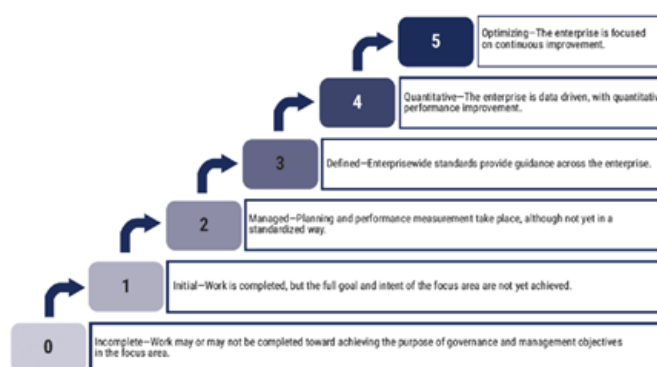 5
Optimizing—The enterprise is focused
on continuous improvement.
4
Quantitative—The enterprise is data driven, with
performance improvement.
3
Defined—Enterprisewide standards provide guidance across the enterprise.
2
Managed—Planning and performance measurement take place, although not yet in a
standardized way.
1
Initial—Work is completed, but the full goal and intent of the focus area are not yet achieved.
0
Incomplete—Work may or may not be completed toward achieving the purpose of governance and management objectives
in the focus area.